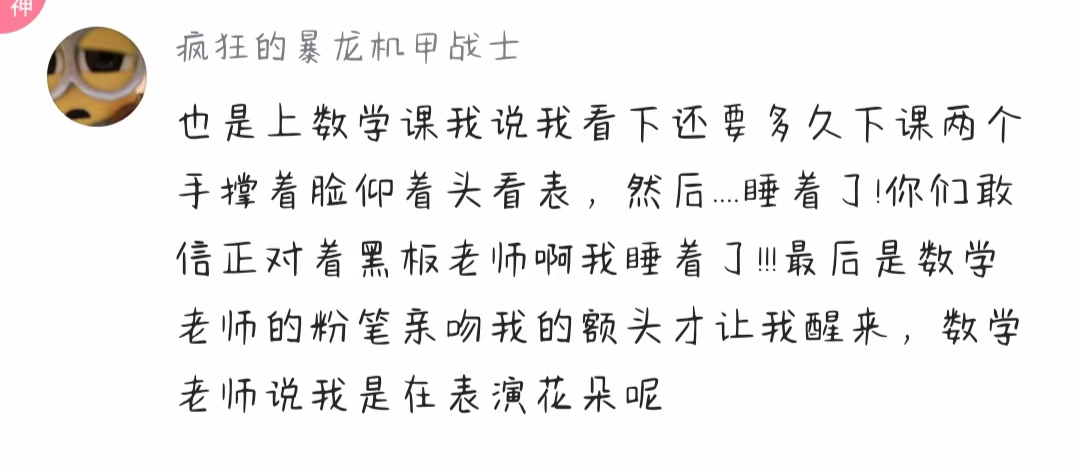 神
疯狂的暴龙机甲战士
也是上数学课我说我看下还要多久下课两个
手撑着脸仰着头看表，然后....睡着了!你们敢
信正对着黑板老师啊我睡着了!!!最后是数学
老师的粉笔亲吻我的额头才让我醒来，数学
老师说我是在表演花朵呢